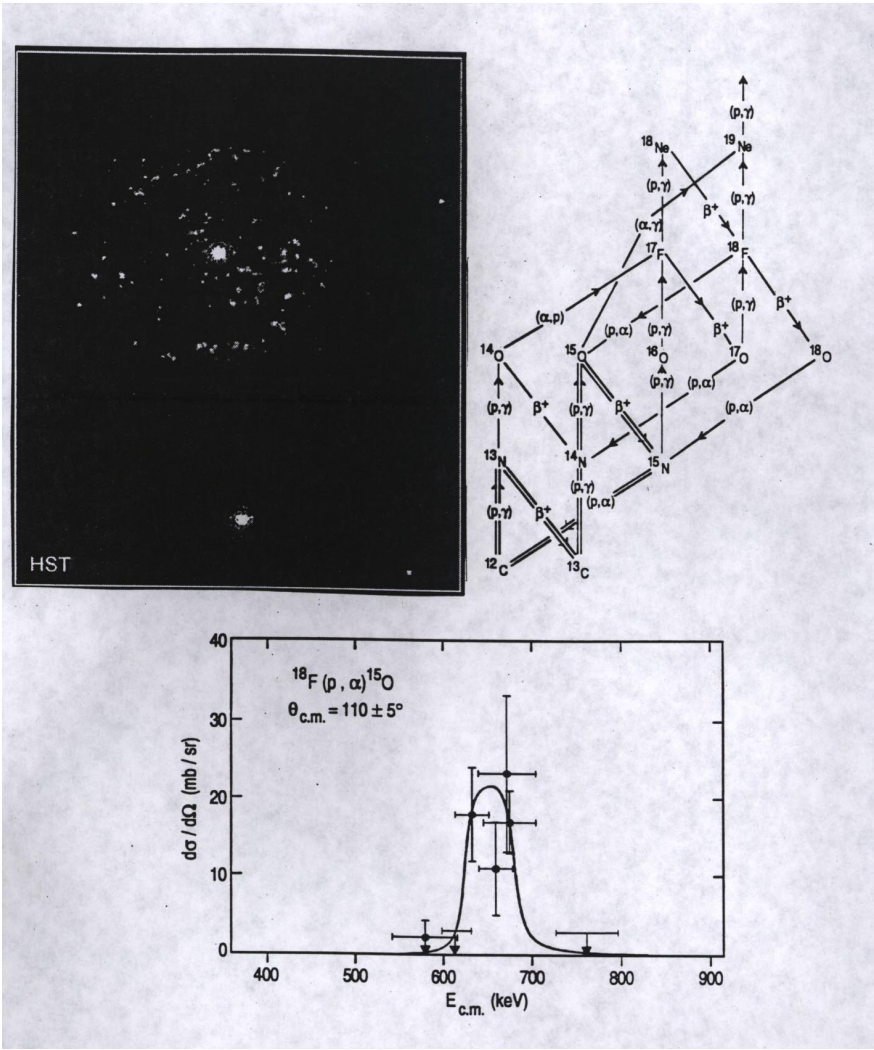 HST
(p,γ)
¹⁸Ne
¹⁹Ne
(p,γ)
(p,γ)
β⁺
(α,γ)
¹⁷F
¹⁸F
(α,p)
(p,α)
(p,γ)
β⁺
(p,γ)
β⁺
¹⁴O
¹⁵O
¹⁶O
¹⁷O
¹⁸O
(p,γ)
β⁺
(p,γ)
β⁺
(p,γ)
(p,α)
(p,α)
¹³N
¹⁴N
¹⁵N
(p,γ)
β⁺
(p,γ)
(p,α)
¹²C
¹³C
¹⁸F (p , α)¹⁵O
θc.m. = 110 ± 5°
dσ / dΩ (mb / sr)
40
30
20
10
0
400 500 600 700 800 900
Ec.m. (keV)